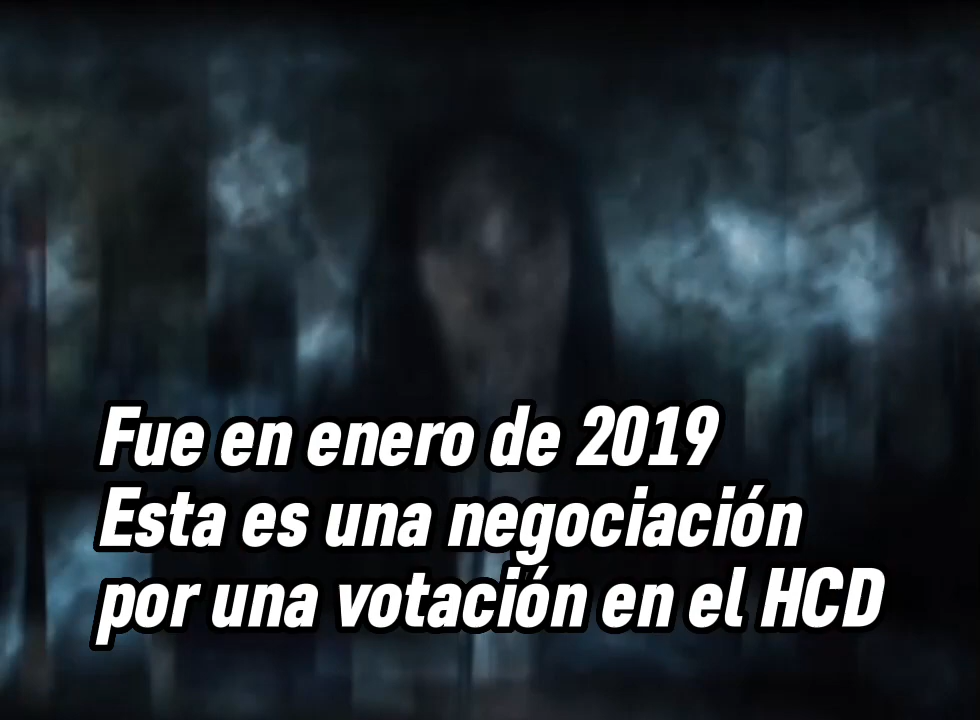 Fue en enero de 2019
Esta es una negociación
por una votación en el HCD